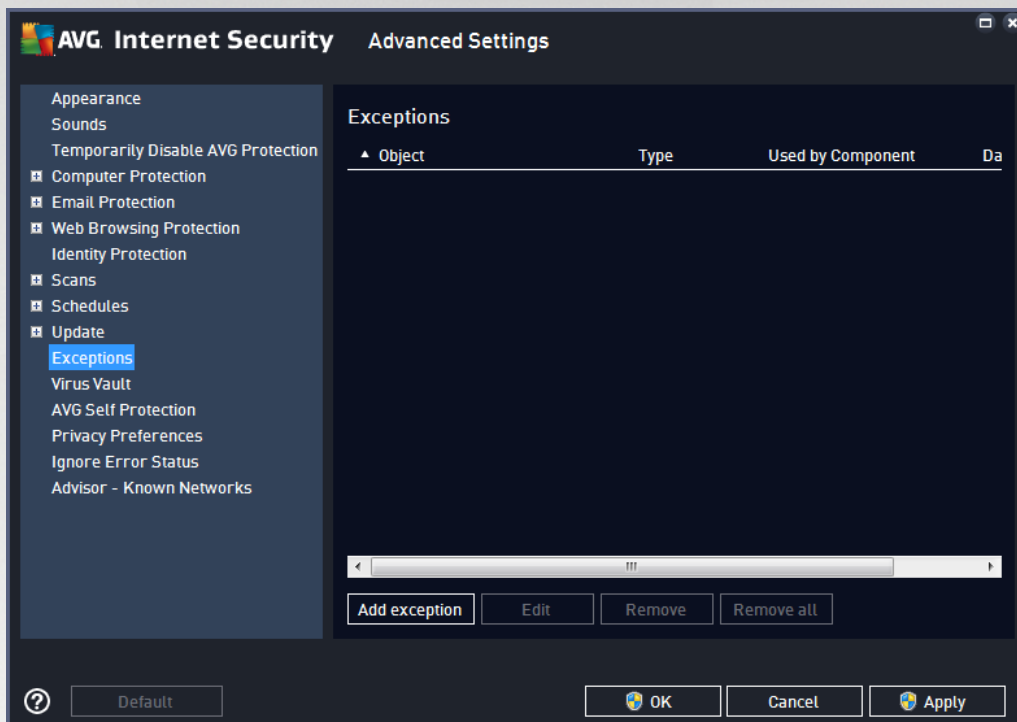 AVG. Internet Security Advanced Settings
Appearance
Sounds
Temporarily Disable AVG Protection
Computer Protection
Email Protection
Web Browsing Protection
Identity Protection
Scans
Schedules
Update
Exceptions
Virus Vault
AVG Self Protection
Privacy Preferences
Ignore Error Status
Advisor - Known Networks
Exceptions
Object Type Used by Component Da
Add exception Edit Remove Remove all
? Default OK Cancel Apply